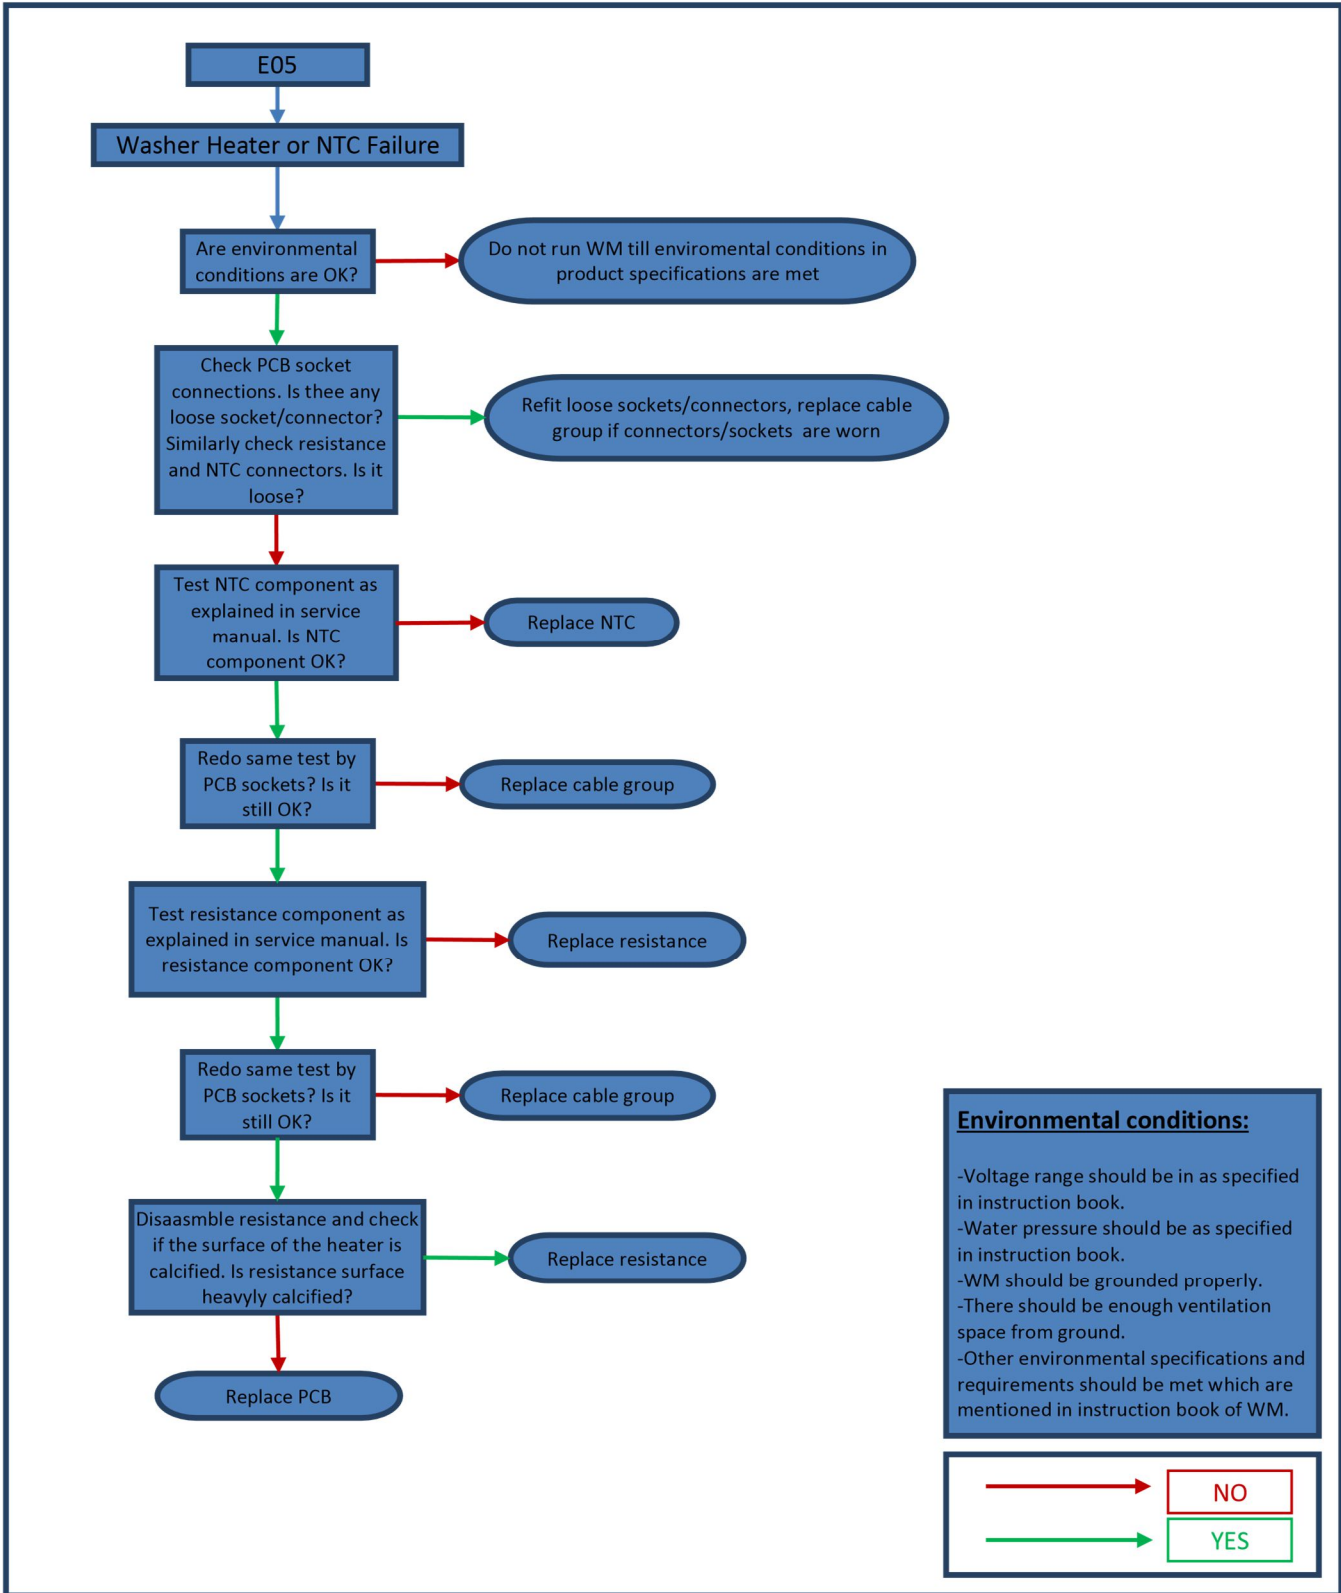 E05
Washer Heater or NTC Failure
Are environmental
conditions are OK?
Do not run WM till enviromental conditions in
product specifications are met
Check PCB socket
connections. Is thee any
loose socket/connector?
Similarly check resistance
and NTC connectors. Is it
loose?
Refit loose sockets/connectors, replace cable
group if connectors/sockets are worn
Test NTC component as
explained in service
manual. Is NTC
component OK?
Replace NTC
Redo same test by
PCB sockets? Is it
still OK?
Replace cable group
Test resistance component as
explained in service manual. Is
resistance component OK?
Replace resistance
Redo same test by
PCB sockets? Is it
still OK?
Replace cable group
Disaasmble resistance and check
if the surface of the heater is
calcified. Is resistance surface
heavyly calcified?
Replace resistance
Replace PCB
Environmental conditions:
-Voltage range should be in as specified
in instruction book.
-Water pressure should be as specified
in instruction book.
-WM should be grounded properly.
-There should be enough ventilation
space from ground.
-Other environmental specifications and
requirements should be met which are
mentioned in instruction book of WM.
NO
YES